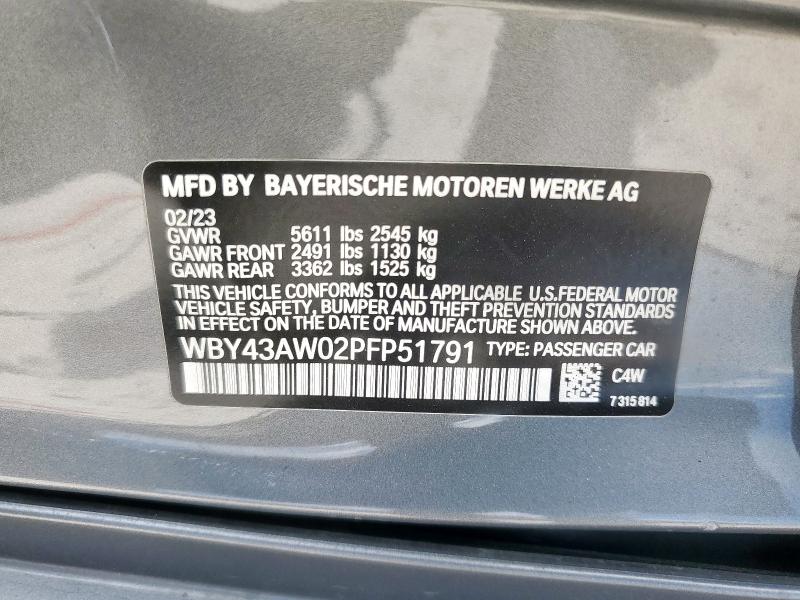 MFD BY BAYERISCHE MOTOREN WERKE AG
02/23
GVWR 5611 lbs 2545 kg
GAWR FRONT 2491 lbs 1130 kg
GAWR REAR 3362 lbs 1525 kg
THIS VEHICLE CONFORMS TO ALL APPLICABLE U.S.FEDERAL MOTOR
VEHICLE SAFETY, BUMPER AND THEFT PREVENTION STANDARDS
IN EFFECT ON THE DATE OF MANUFACTURE SHOWN ABOVE.
WBY43AW02PFP51791 TYPE: PASSENGER CAR
C4W
7315814